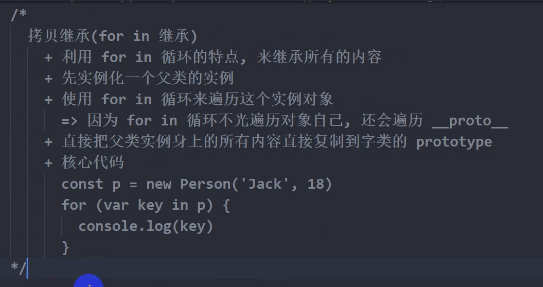 /*
拷贝继承(for in 继承)
+ 利用 for in 循环的特点, 来继承所有的内容
+ 先实例化一个父类的实例
+ 使用 for in 循环来遍历这个实例对象
=> 因为 for in 循环不光遍历对象自己, 还会遍历 __proto__
+ 直接把父类实例身上的所有内容直接复制到字类的 prototype
+ 核心代码
const p = new Person('Jack', 18)
for (var key in p) {
console.log(key)
}
*/